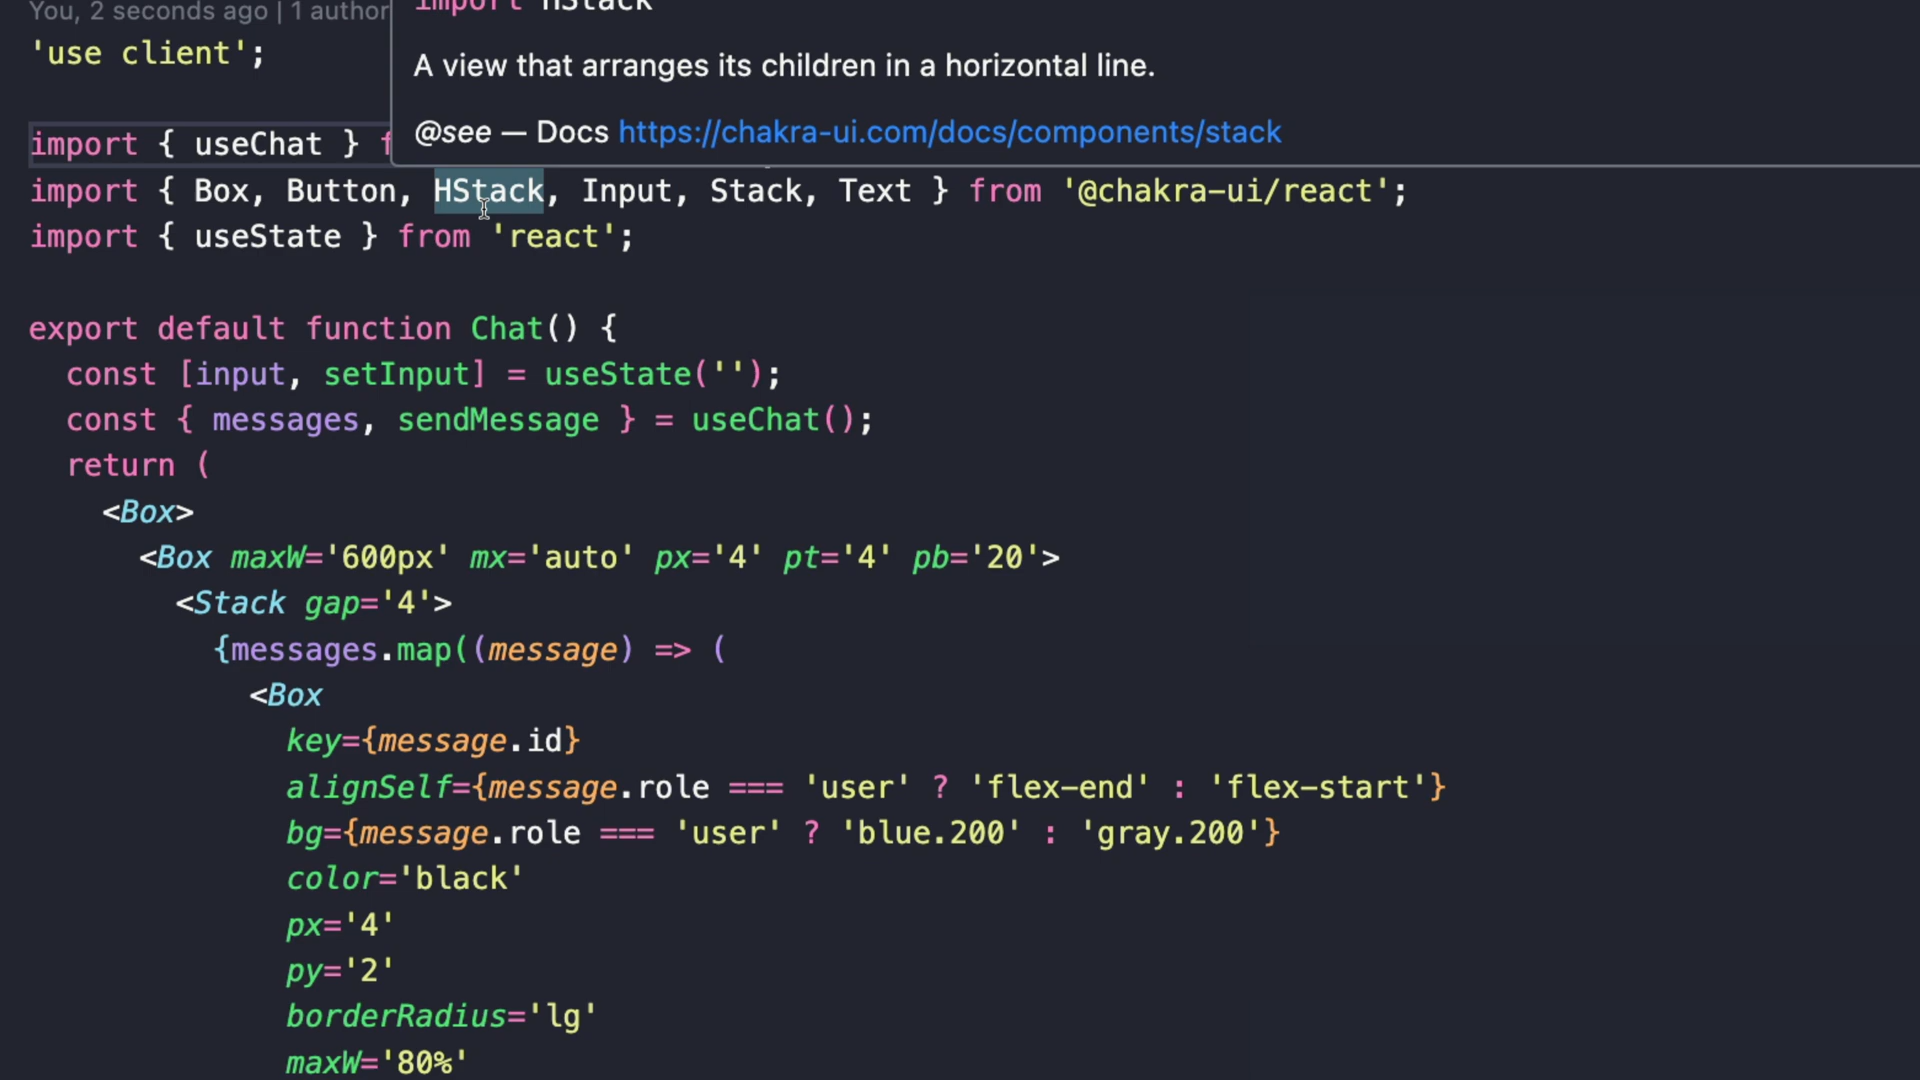 You, 2 seconds ago | 1 author
import HStack
'use client';
A view that arranges its children in a horizontal line.
@see — Docs https://chakra-ui.com/docs/components/stack
import { useChat } f
import { Box, Button, HStack, Input, Stack, Text } from '@chakra-ui/react';
import { useState } from 'react';
export default function Chat() {
const [input, setInput] = useState('');
const { messages, sendMessage } = useChat();
return (
<Box>
<Box maxW='600px' mx='auto' px='4' pt='4' pb='20'>
<Stack gap='4'>
{messages.map((message) => (
<Box
key={message.id}
alignSelf={message.role === 'user' ? 'flex-end' : 'flex-start'}
bg={message.role === 'user' ? 'blue.200' : 'gray.200'}
color='black'
px='4'
py='2'
borderRadius='lg'
maxW='80%'